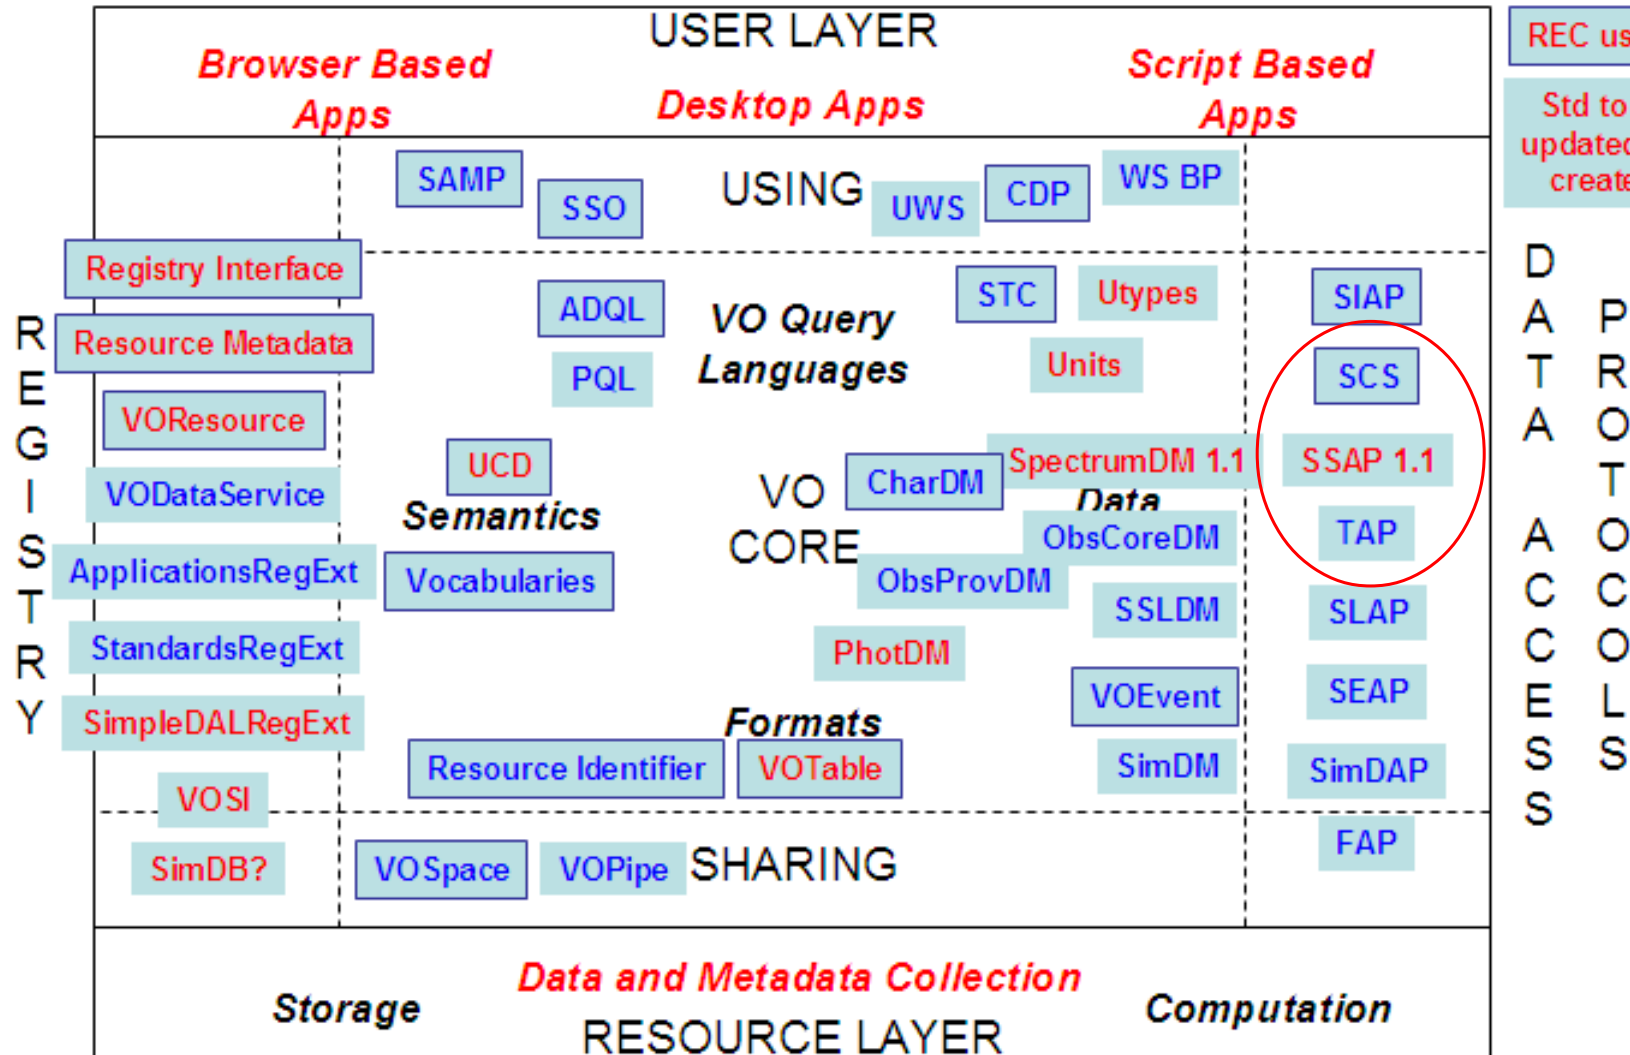 USER LAYER
Browser Based
Apps
Desktop Apps
Script Based
Apps
REC
Std to
SAMP
SSO
USING
UWS
CDP
WS BP
Registry Interface
Resource Metadata
VOResource
VODataService
ApplicationsRegExt
StandardsRegExt
SimpleDALRegExt
VOSI
SimDB?
REGISTRY
ADQL
PQL
VO Query
Languages
STC
Utypes
Units
UCD
Semantics
Vocabularies
VO
CORE
CharDM
SpectrumDM 1.1
Data
ObsCoreDM
ObsProvDM
SSLDM
PhotDM
VOEvent
SimDM
Formats
Resource Identifier
VOTable
SIAP
SCS
SSAP 1.1
TAP
SLAP
SEAP
SimDAP
FAP
DATA ACCESS
PROTOCOLS
VOSpace
VOPipe
SHARING
Data and Metadata Collection
Storage
Computation
RESOURCE LAYER